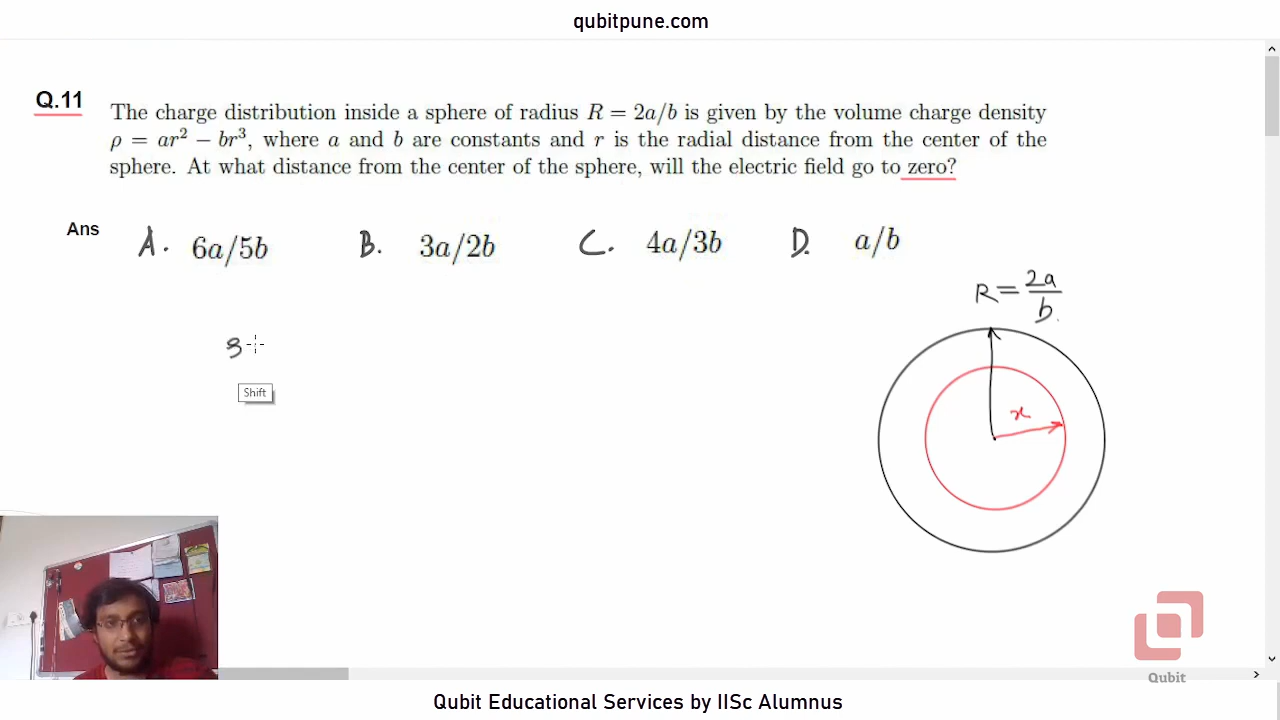 qubitpune.com
Q.11
The charge distribution inside a sphere of radius R = 2a/b is given by the volume charge density
ρ = ar² − br³, where a and b are constants and r is the radial distance from the center of the
sphere. At what distance from the center of the sphere, will the electric field go to zero?
Ans
A. 6a/5b B. 3a/2b C. 4a/3b D. a/b
R = 2a/b
x
Shift
Qubit
Qubit Educational Services by IISc Alumnus